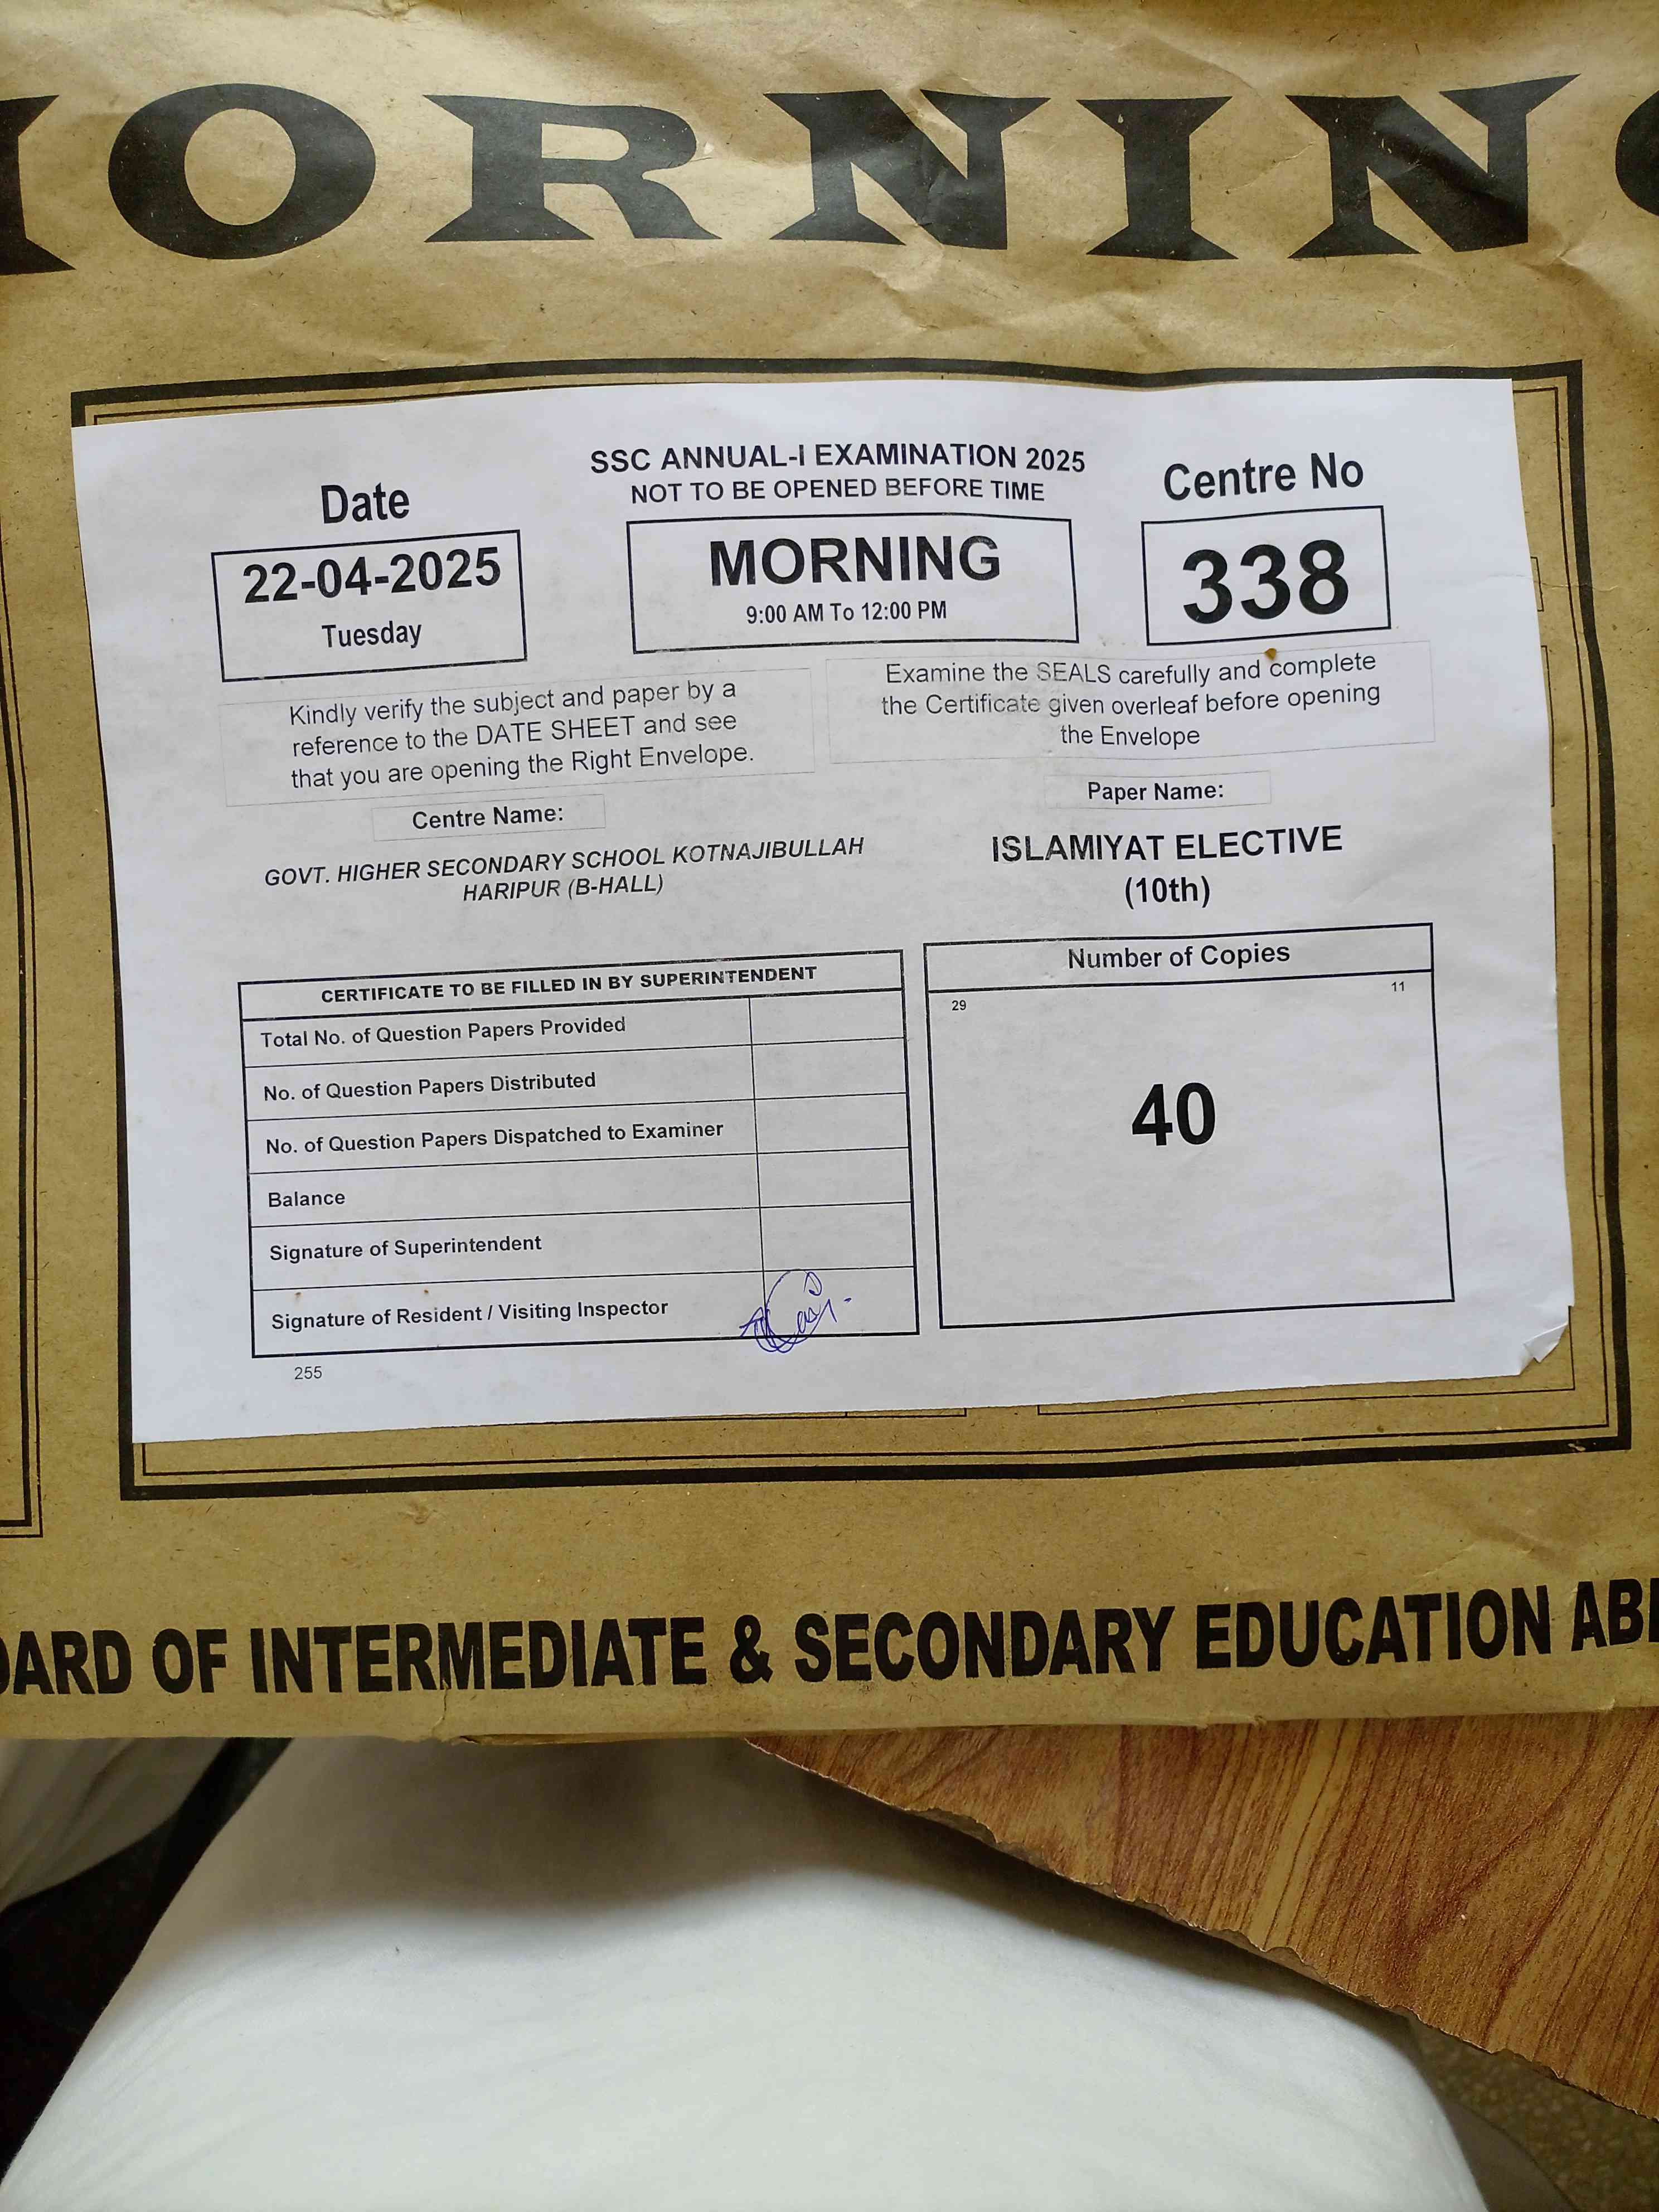 MORNING
SSC ANNUAL-I EXAMINATION 2025
NOT TO BE OPENED BEFORE TIME
Date
22-04-2025
Tuesday
MORNING
9:00 AM To 12:00 PM
Centre No
338
Kindly verify the subject and paper by a
reference to the DATE SHEET and see
that you are opening the Right Envelope.
Examine the SEALS carefully and complete
the Certificate given overleaf before opening
the Envelope
Centre Name:
GOVT. HIGHER SECONDARY SCHOOL KOTNAJIBULLAH
HARIPUR (B-HALL)
Paper Name:
ISLAMIYAT ELECTIVE
(10th)
CERTIFICATE TO BE FILLED IN BY SUPERINTENDENT
Total No. of Question Papers Provided
No. of Question Papers Distributed
No. of Question Papers Dispatched to Examiner
Balance
Signature of Superintendent
Signature of Resident / Visiting Inspector
255
Number of Copies
29 11
40
OARD OF INTERMEDIATE & SECONDARY EDUCATION AB